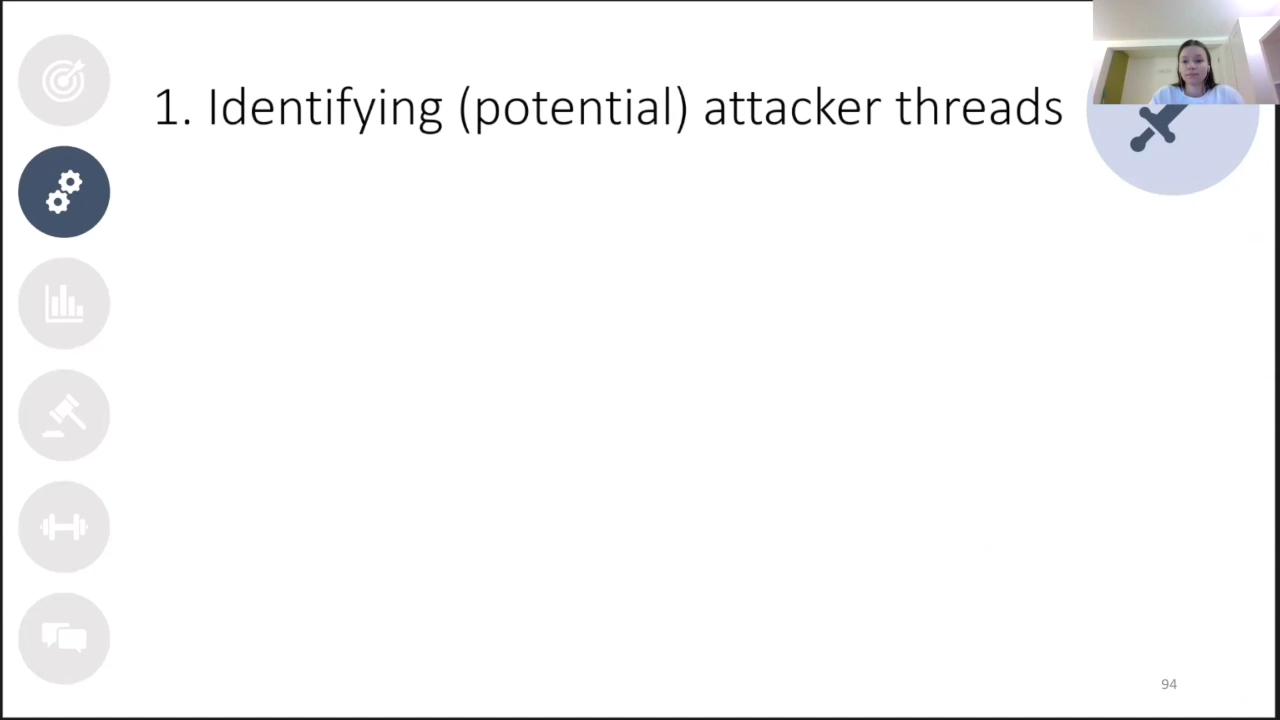 1. Identifying (potential) attacker threads
94